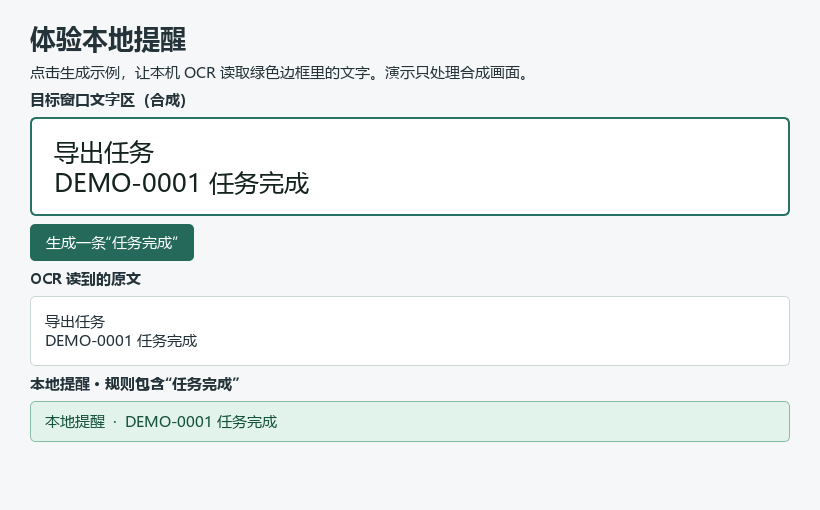 体验本地提醒
点击生成示例，让本机 OCR 读取绿色边框里的文字。演示只处理合成画面。
目标窗口文字区（合成）
导出任务
DEMO-0001 任务完成
生成一条“任务完成”
OCR 读到的原文
导出任务
DEMO-0001 任务完成
本地提醒 · 规则包含“任务完成”
本地提醒 · DEMO-0001 任务完成